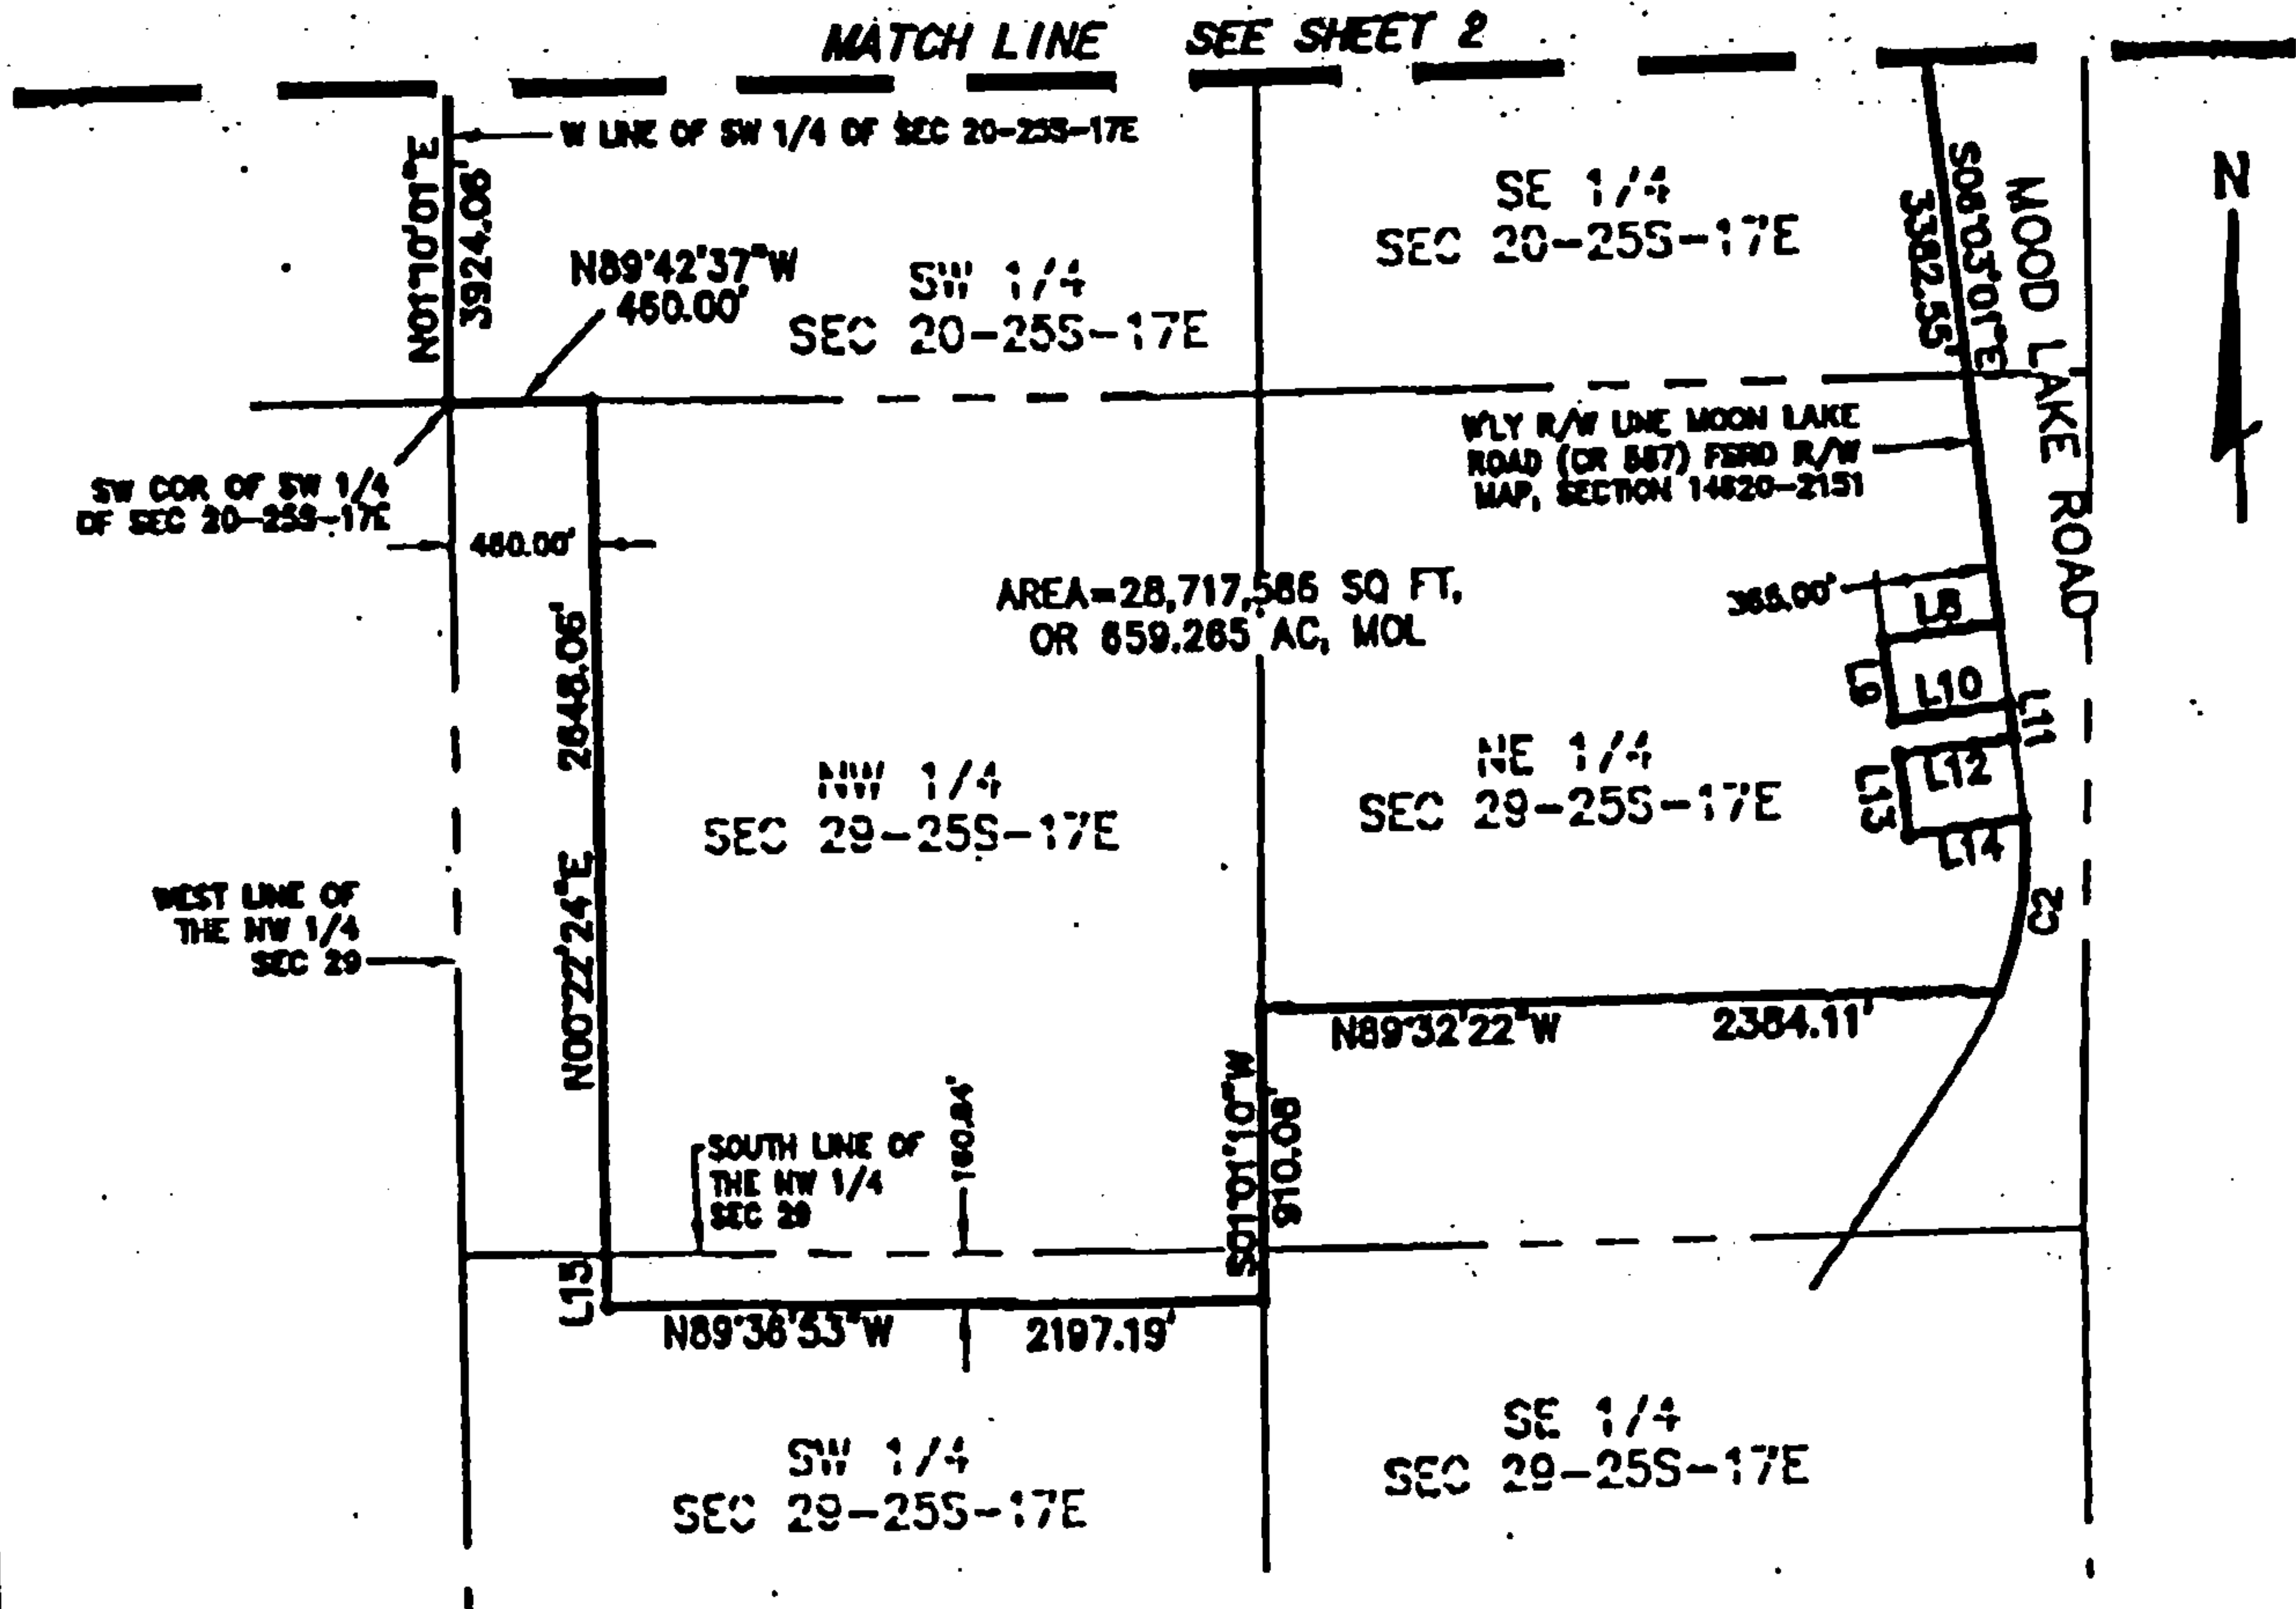 MATCH LINE SEE SHEET 2
W LINE OF SW 1/4 OF SEC 20-25S-17E
N01°01'01"E
3924.08'
N89°42'37"W
460.00'
SW 1/4
SEC 20-25S-17E
SE 1/4
SEC 20-25S-17E
S08°03'01"E
3382.55'
MOOD LAKE ROAD
N
SW COR OF SW 1/4
OF SEC 20-25S-17E
460.00'
WLY R/W LINE MOON LAKE
ROAD (CR 587) R/W
MAP, SECTION
AREA=28,717,586 SQ FT,
OR 659.265 AC, MOL
365.00'
L8
L9
L10
L11
L12
L13
L14
2648.06'
N00°22'24"E
NW 1/4
SEC 29-25S-17E
NE 1/4
SEC 29-25S-17E
WEST LINE OF
THE NW 1/4
SEC 29
N89°32'22"W
2384.11'
SOUTH LINE OF
THE NW 1/4
SEC 29
S01°01'10"W
910.08'
L15
N89°36'53"W
2197.19'
SW 1/4
SEC 29-25S-17E
SE 1/4
SEC 29-25S-17E